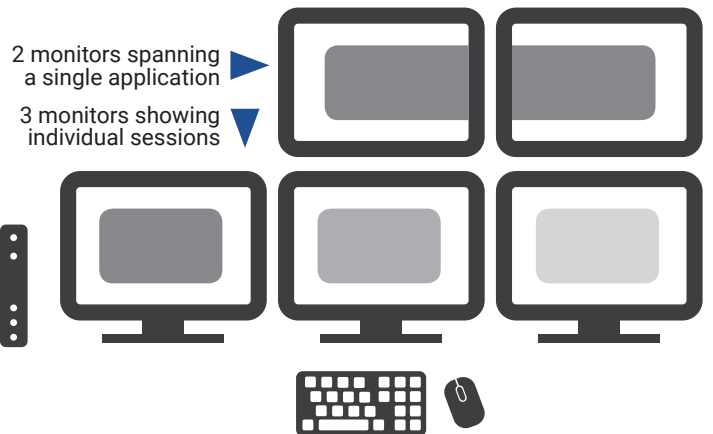 2 monitors spanning
a single application
3 monitors showing
individual sessions